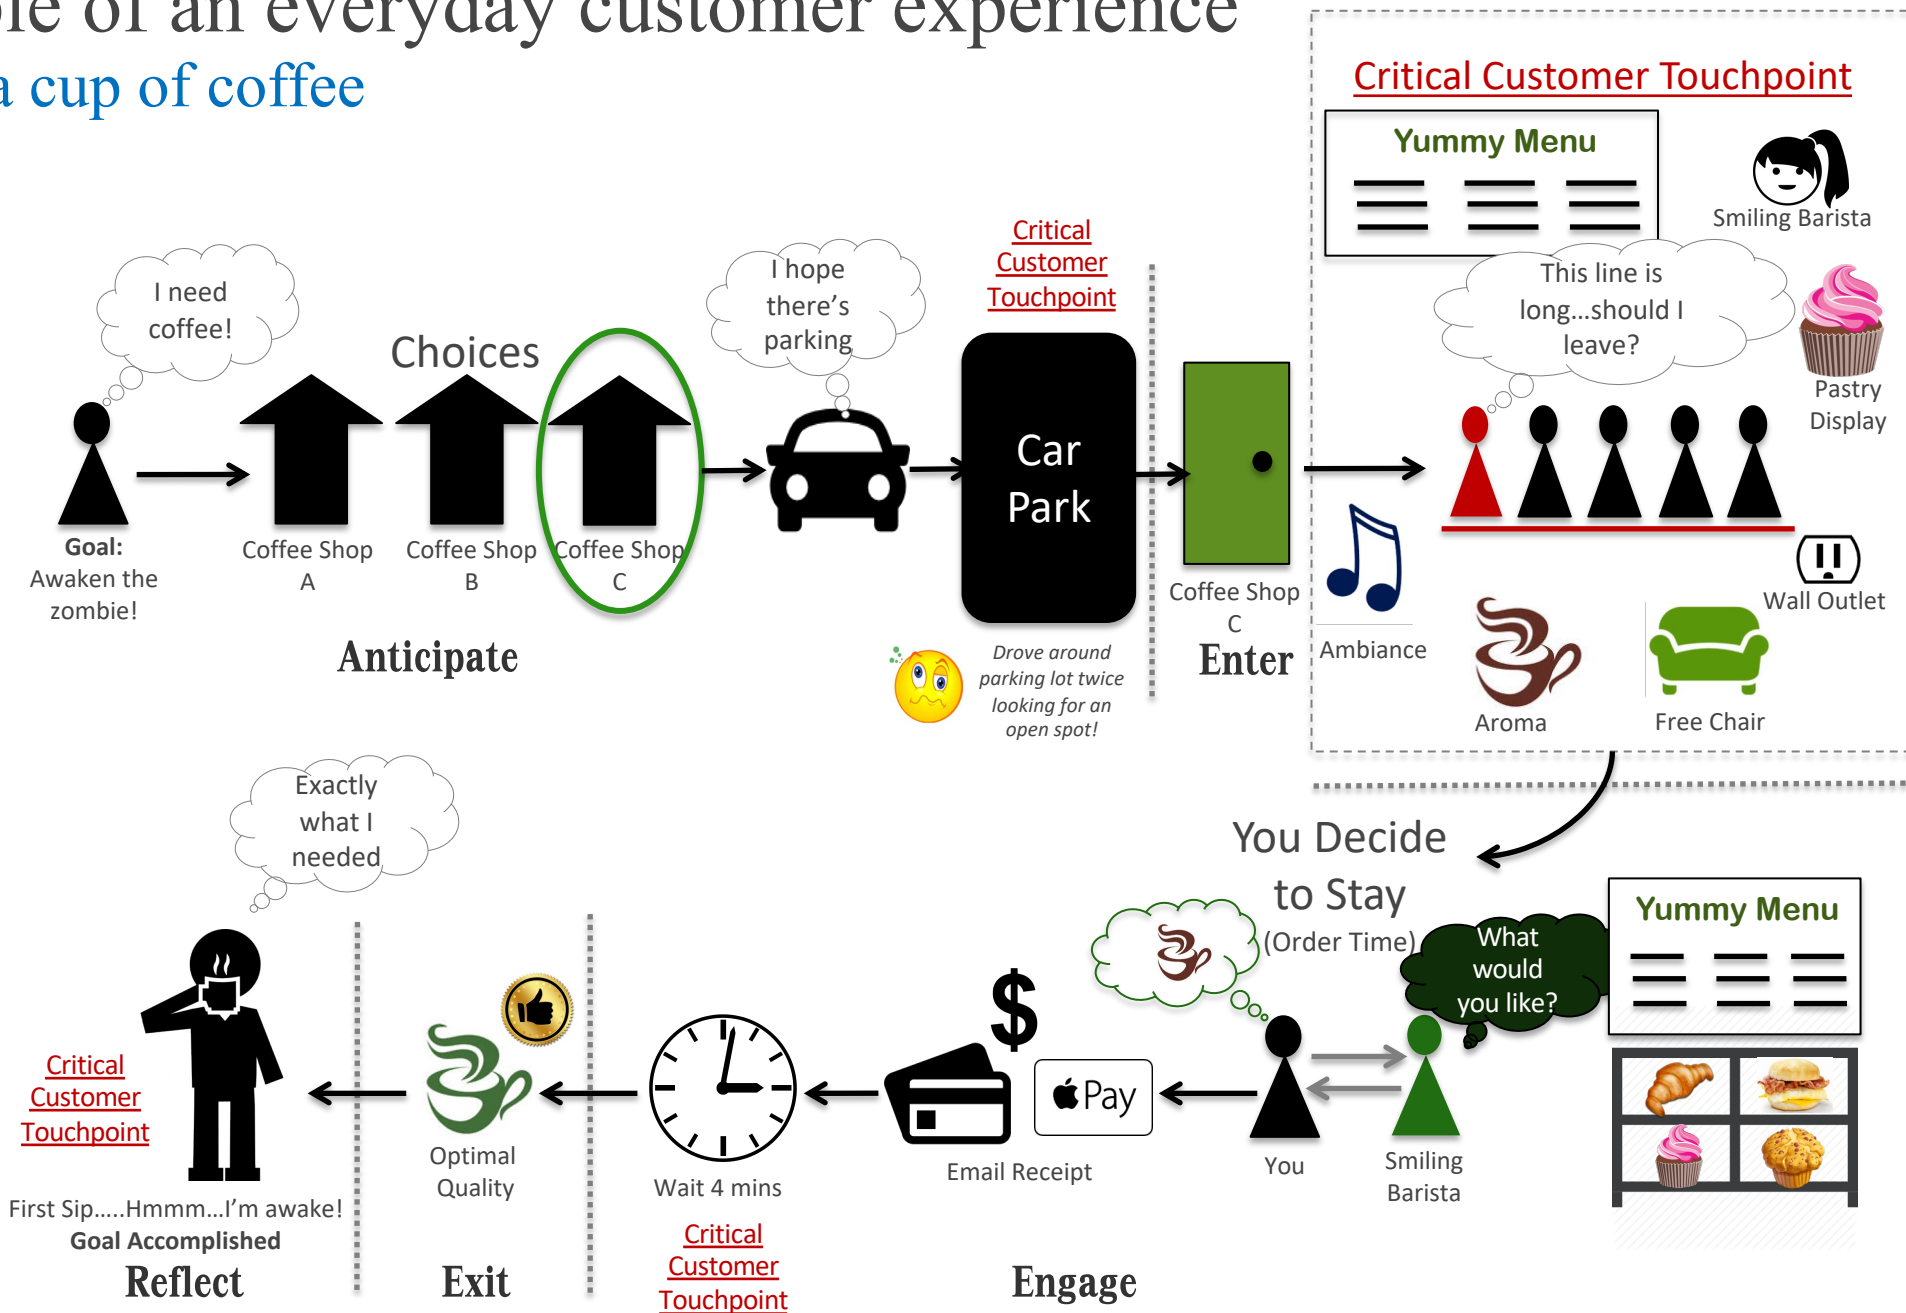 of an everyday customer experience
a cup of coffee
Critical Customer Touchpoint
Yummy Menu
Smiling Barista
This line is
long...should I
leave?
Pastry
Display
I need
coffee!
Choices
I hope
there's
parking
Critical
Customer
Touchpoint
Car
Park
Goal:
Awaken the
zombie!
Coffee Shop
A
Coffee Shop
B
Coffee Shop
C
Anticipate
Drove around
parking lot twice
looking for an
open spot!
Coffee Shop
C
Enter
Ambiance
Aroma
Free Chair
Wall Outlet
You Decide
to Stay
(Order Time)
What
would
you like?
Yummy Menu
You
Smiling
Barista
$
Pay
Email Receipt
Wait 4 mins
Critical
Customer
Touchpoint
Engage
Optimal
Quality
Exit
Exactly
what I
needed
Critical
Customer
Touchpoint
First Sip.....Hmmm...I'm awake!
Goal Accomplished
Reflect